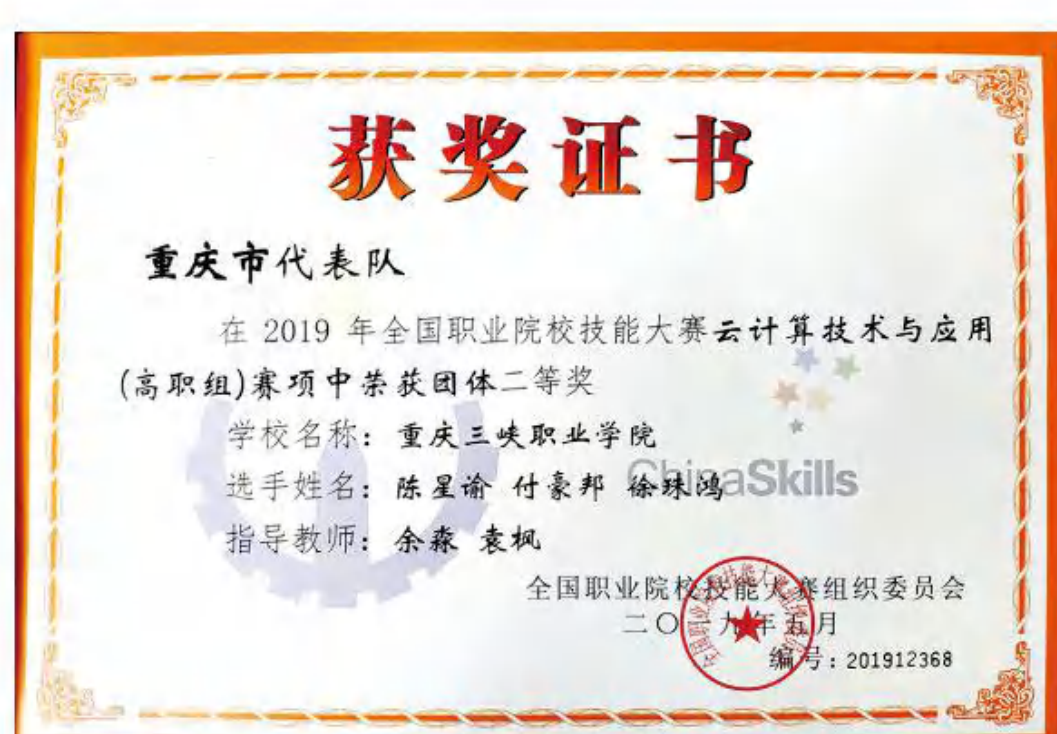 获奖证书
重庆市代表队
在 2019 年全国职业院校技能大赛云计算技术与应用
(高职组)赛项中荣获团体二等奖
学校名称：重庆三峡职业学院
选手姓名：陈星谕 付豪邦 徐珠鸿
ChinaSkills
指导教师：余淼 袁枫
全国职业院校技能大赛组织委员会
二〇一九年五月
编号：201912368